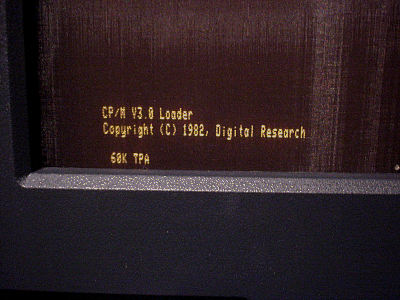 CP/M V3.0 Loader
Copyright (C) 1982, Digital Research
60K TPA